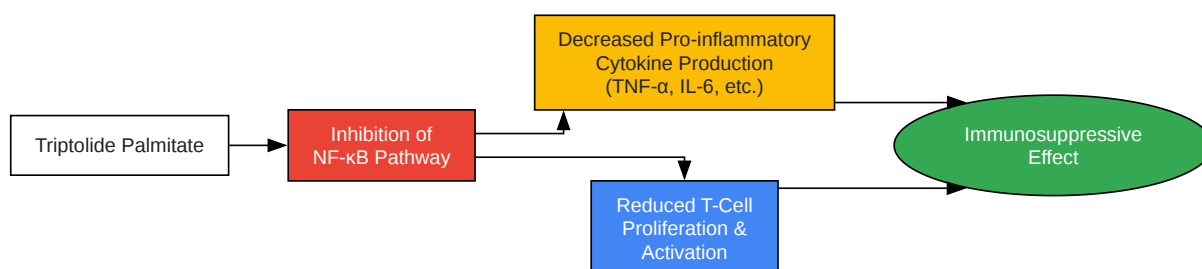 Triptolide Palmitate
Inhibition of
NF-κB Pathway
Decreased Pro-inflammatory
Cytokine Production
(TNF-α, IL-6, etc.)
Reduced T-Cell
Proliferation &
Activation
Immunosuppressive
Effect